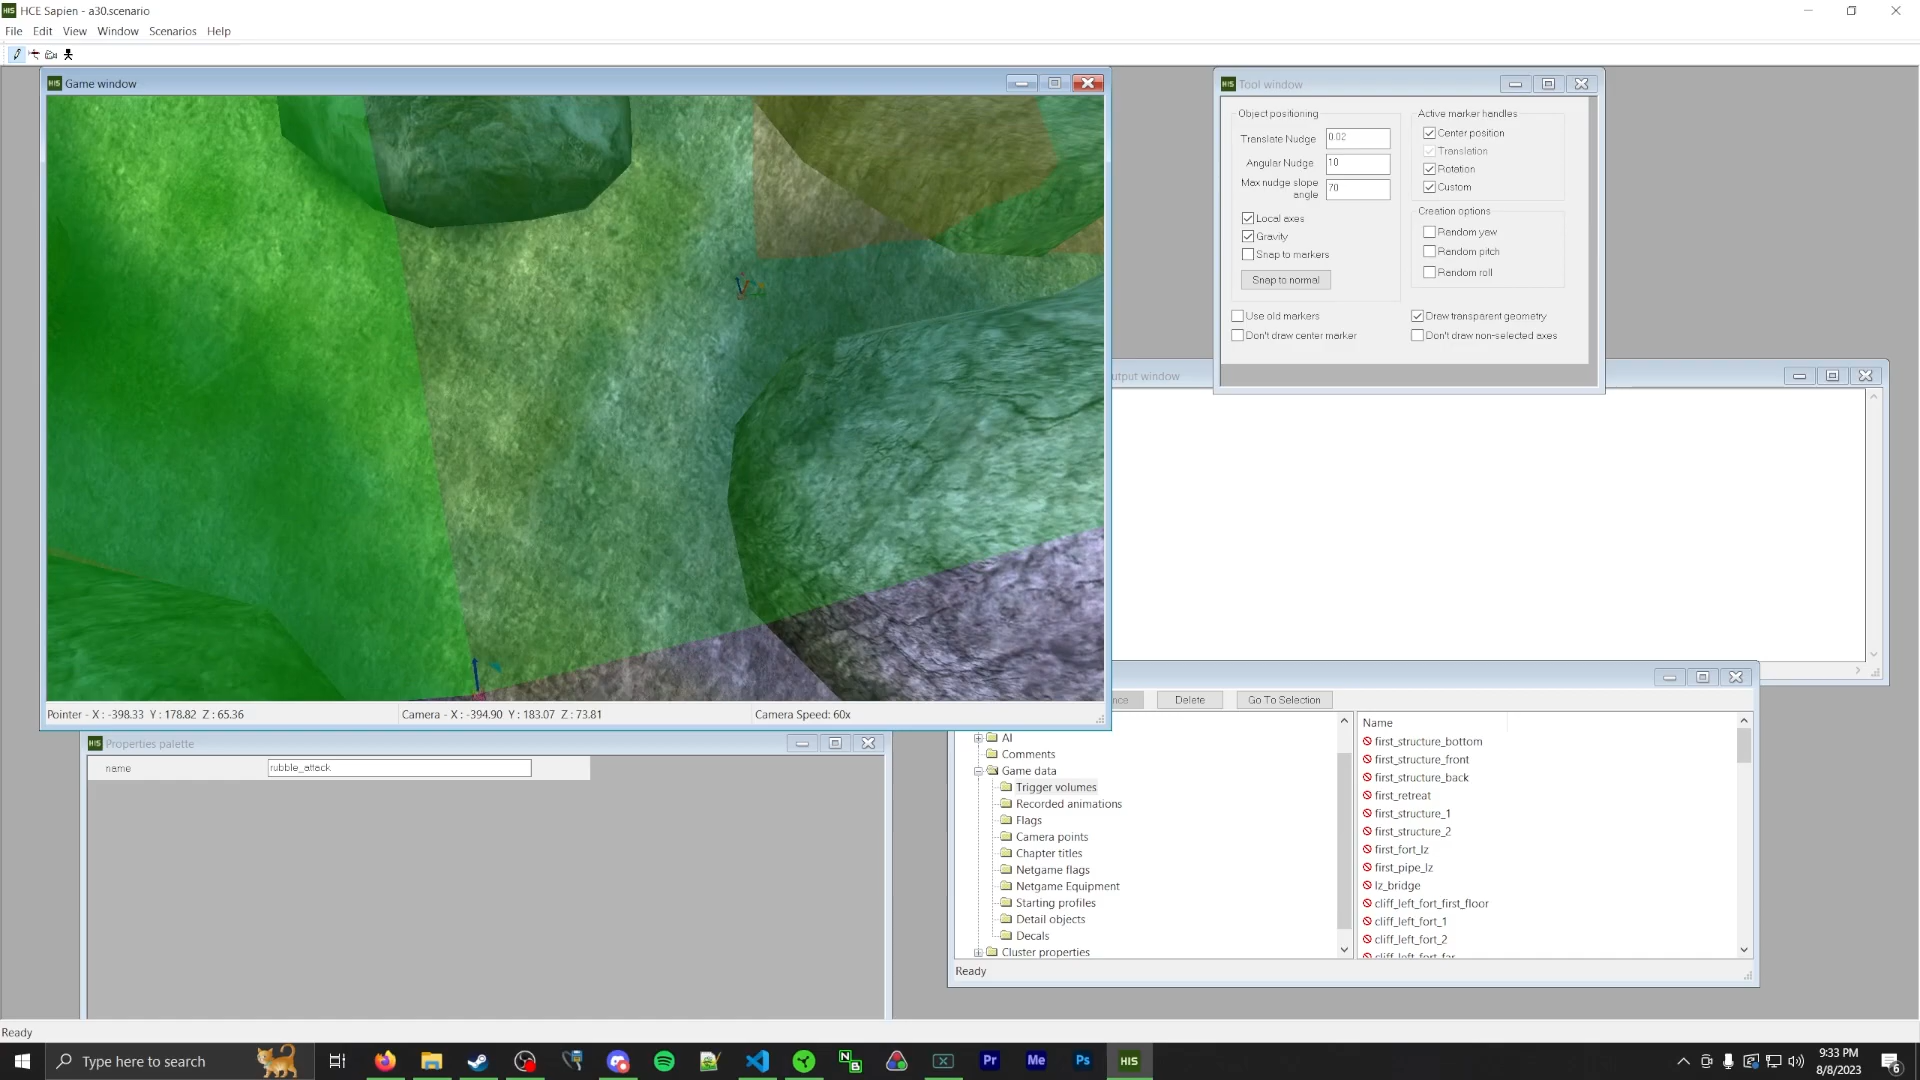 HCE Sapien - a30.scenario
File Edit View Window Scenarios Help
Game window
Pointer - X : -398.33 Y : 178.82 Z : 65.36
Camera - X : -394.90 Y : 183.07 Z : 73.81
Camera Speed: 60x
Tool window
Object positioning
Translate Nudge 0.02
Angular Nudge 10
Max nudge slope
angle 70
Local axes
Gravity
Snap to markers
Snap to normal
Active marker handles
Center position
Translation
Rotation
Custom
Creation options
Random yaw
Random pitch
Random roll
Use old markers
Don't draw center marker
Draw transparent geometry
Don't draw non-selected axes
utput window
Properties palette
name rubble_attack
nce Delete Go To Selection
AI
Comments
Game data
Trigger volumes
Recorded animations
Flags
Camera points
Chapter titles
Netgame flags
Netgame Equipment
Starting profiles
Detail objects
Decals
Cluster properties
Name
first_structure_bottom
first_structure_front
first_structure_back
first_retreat
first_structure_1
first_structure_2
first_fort_lz
first_pipe_lz
lz_bridge
cliff_left_fort_first_floor
cliff_left_fort_1
cliff_left_fort_2
cliff_left_fort_far
Ready
Ready
Type here to search
N
B
Pr
Me
Ps
H1S
9:33 PM
8/8/2023
6